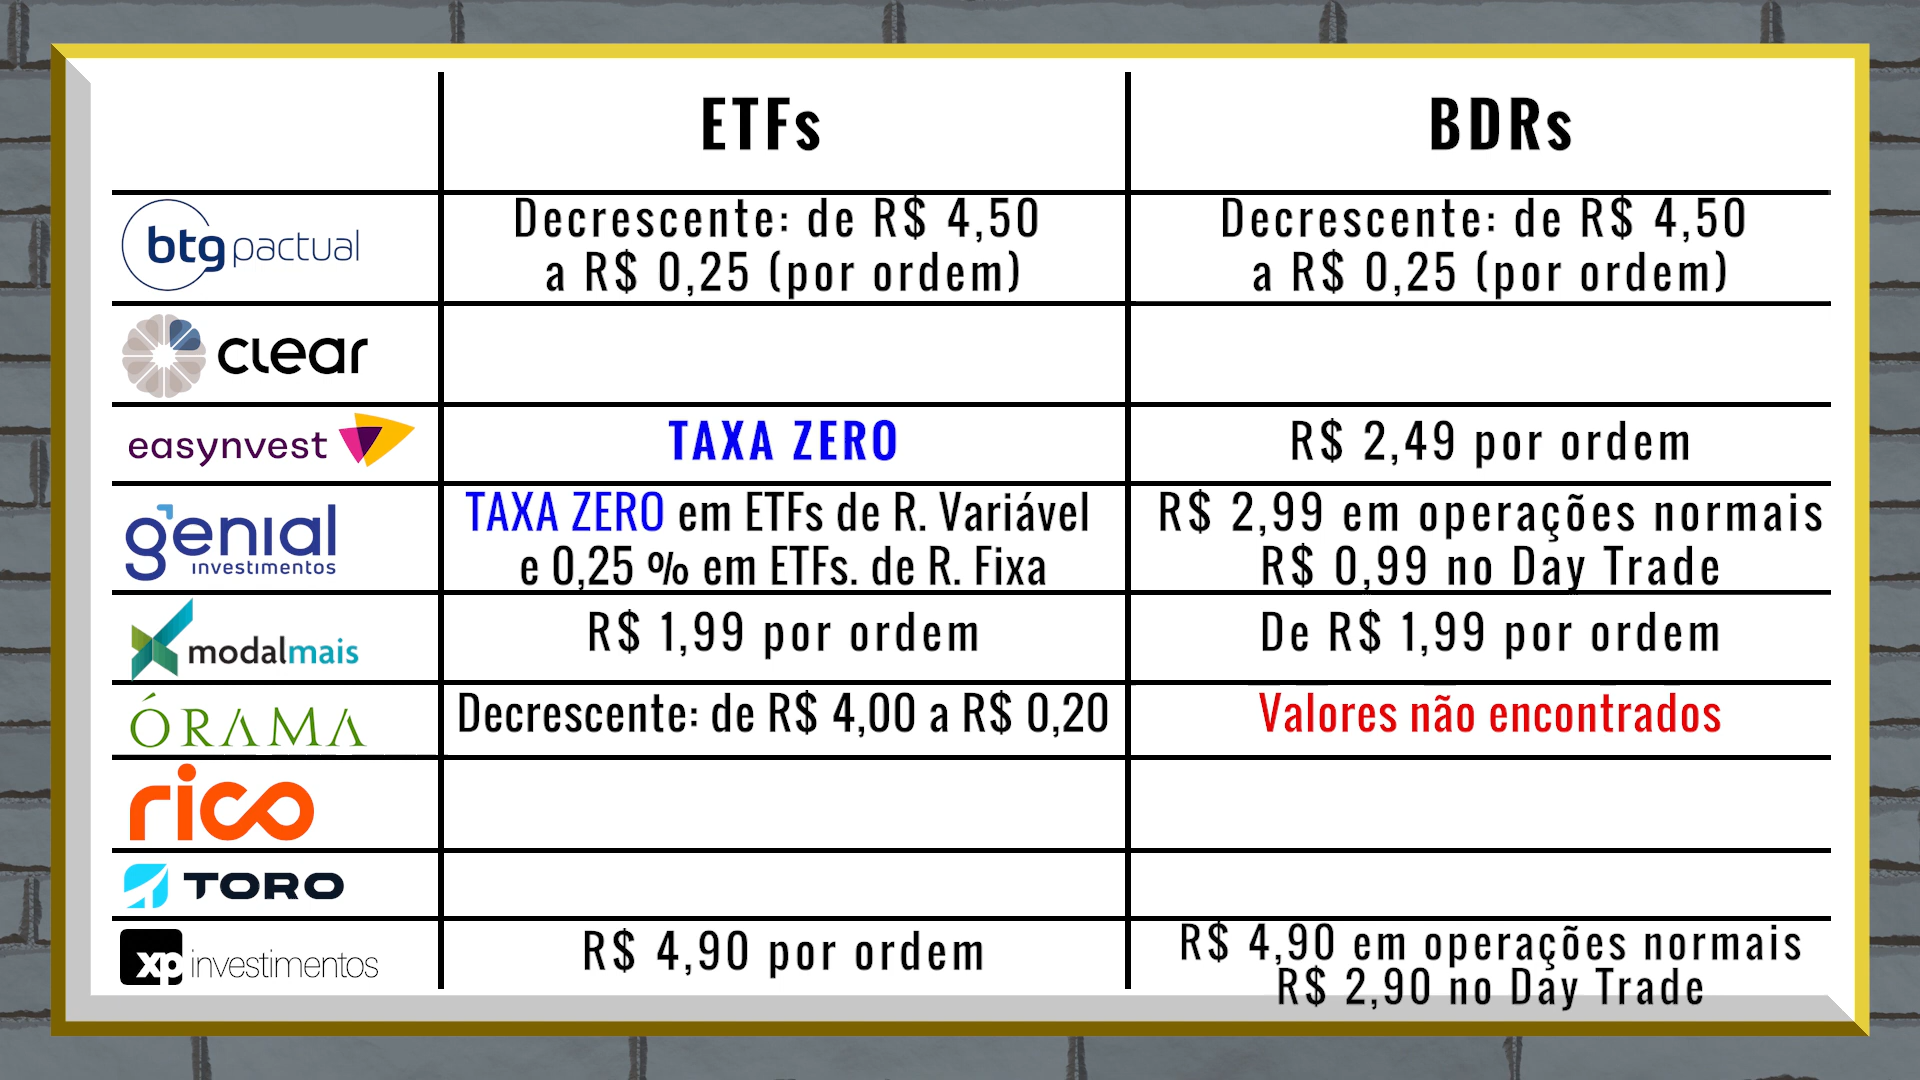 ETFs
BDRs
btg pactual
Decrescente: de R$ 4,50
a R$ 0,25 (por ordem)
Decrescente: de R$ 4,50
a R$ 0,25 (por ordem)
clear
easynvest
TAXA ZERO
R$ 2,49 por ordem
genial
investimentos
TAXA ZERO em ETFs de R. Variável
e 0,25 % em ETFs. de R. Fixa
R$ 2,99 em operações normais
R$ 0,99 no Day Trade
modalmais
R$ 1,99 por ordem
De R$ 1,99 por ordem
ÓRAMA
Decrescente: de R$ 4,00 a R$ 0,20
Valores não encontrados
rico
TORO
xp investimentos
R$ 4,90 por ordem
R$ 4,90 em operações normais
R$ 2,90 no Day Trade